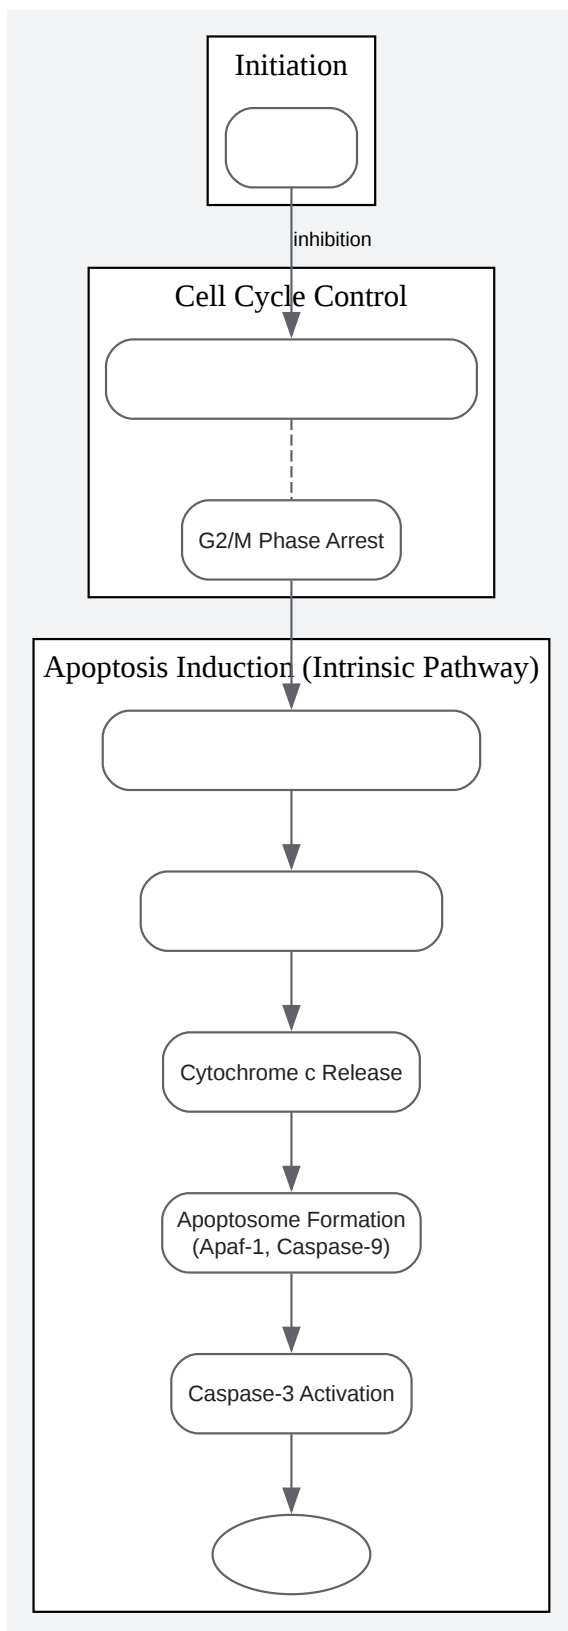 Initiation
inhibition
Cell Cycle Control
G2/M Phase Arrest
Apoptosis Induction (Intrinsic Pathway)
Cytochrome c Release
Apoptosome Formation
(Apaf-1, Caspase-9)
Caspase-3 Activation